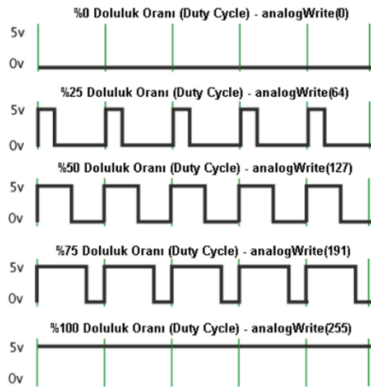 %0 Doluluk Oranı (Duty Cycle) - analogWrite(0)
5v
0v
%25 Doluluk Oranı (Duty Cycle) - analogWrite(64)
5v
0v
%50 Doluluk Oranı (Duty Cycle) - analogWrite(127)
5v
0v
%75 Doluluk Oranı (Duty Cycle) - analogWrite(191)
5v
0v
%100 Doluluk Oranı (Duty Cycle) - analogWrite(255)
5v
0v